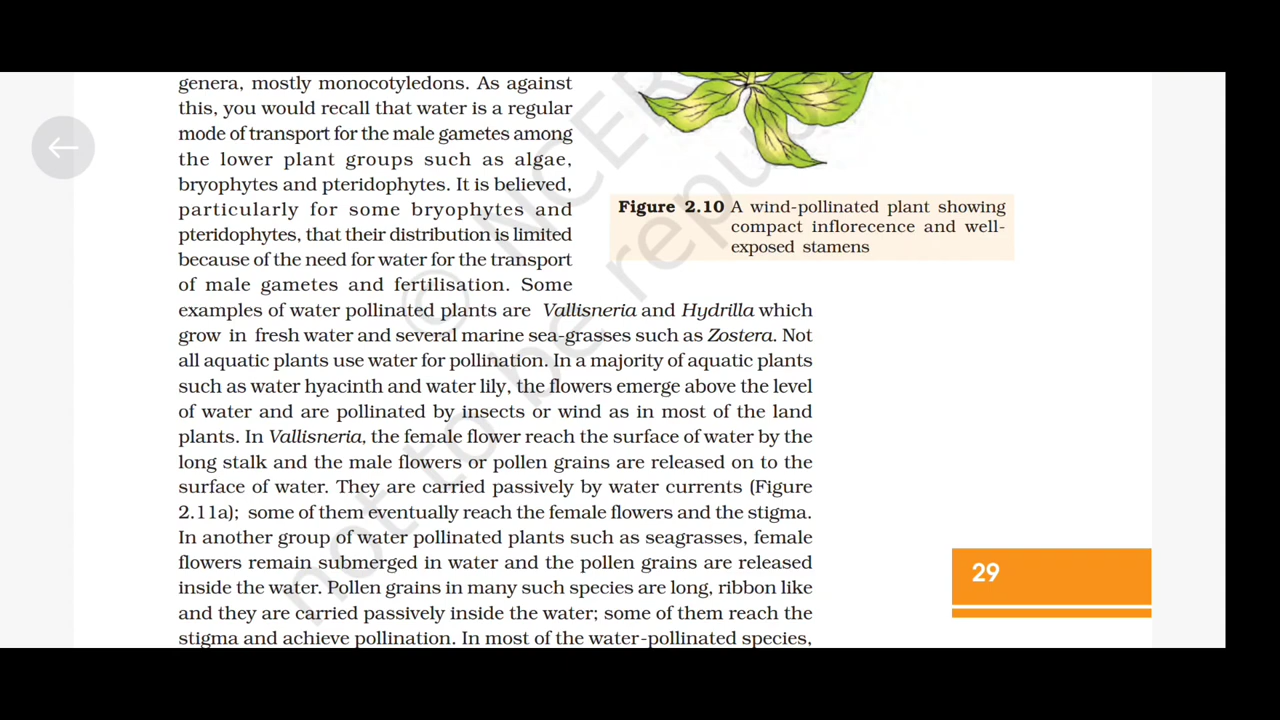 genera, mostly monocotyledons. As against
this, you would recall that water is a regular
mode of transport for the male gametes among
the lower plant groups such as algae,
bryophytes and pteridophytes. It is believed,
particularly for some bryophytes and
pteridophytes, that their distribution is limited
because of the need for water for the transport
of male gametes and fertilisation. Some
examples of water pollinated plants are Vallisneria and Hydrilla which
grow in fresh water and several marine sea-grasses such as Zostera. Not
all aquatic plants use water for pollination. In a majority of aquatic plants
such as water hyacinth and water lily, the flowers emerge above the level
of water and are pollinated by insects or wind as in most of the land
plants. In Vallisneria, the female flower reach the surface of water by the
long stalk and the male flowers or pollen grains are released on to the
surface of water. They are carried passively by water currents (Figure
2.11a); some of them eventually reach the female flowers and the stigma.
In another group of water pollinated plants such as seagrasses, female
flowers remain submerged in water and the pollen grains are released
inside the water. Pollen grains in many such species are long, ribbon like
and they are carried passively inside the water; some of them reach the
stigma and achieve pollination. In most of the water-pollinated species,
Figure 2.10 A wind-pollinated plant showing
compact inflorecence and well-
exposed stamens
29
© NCER
not to be repu